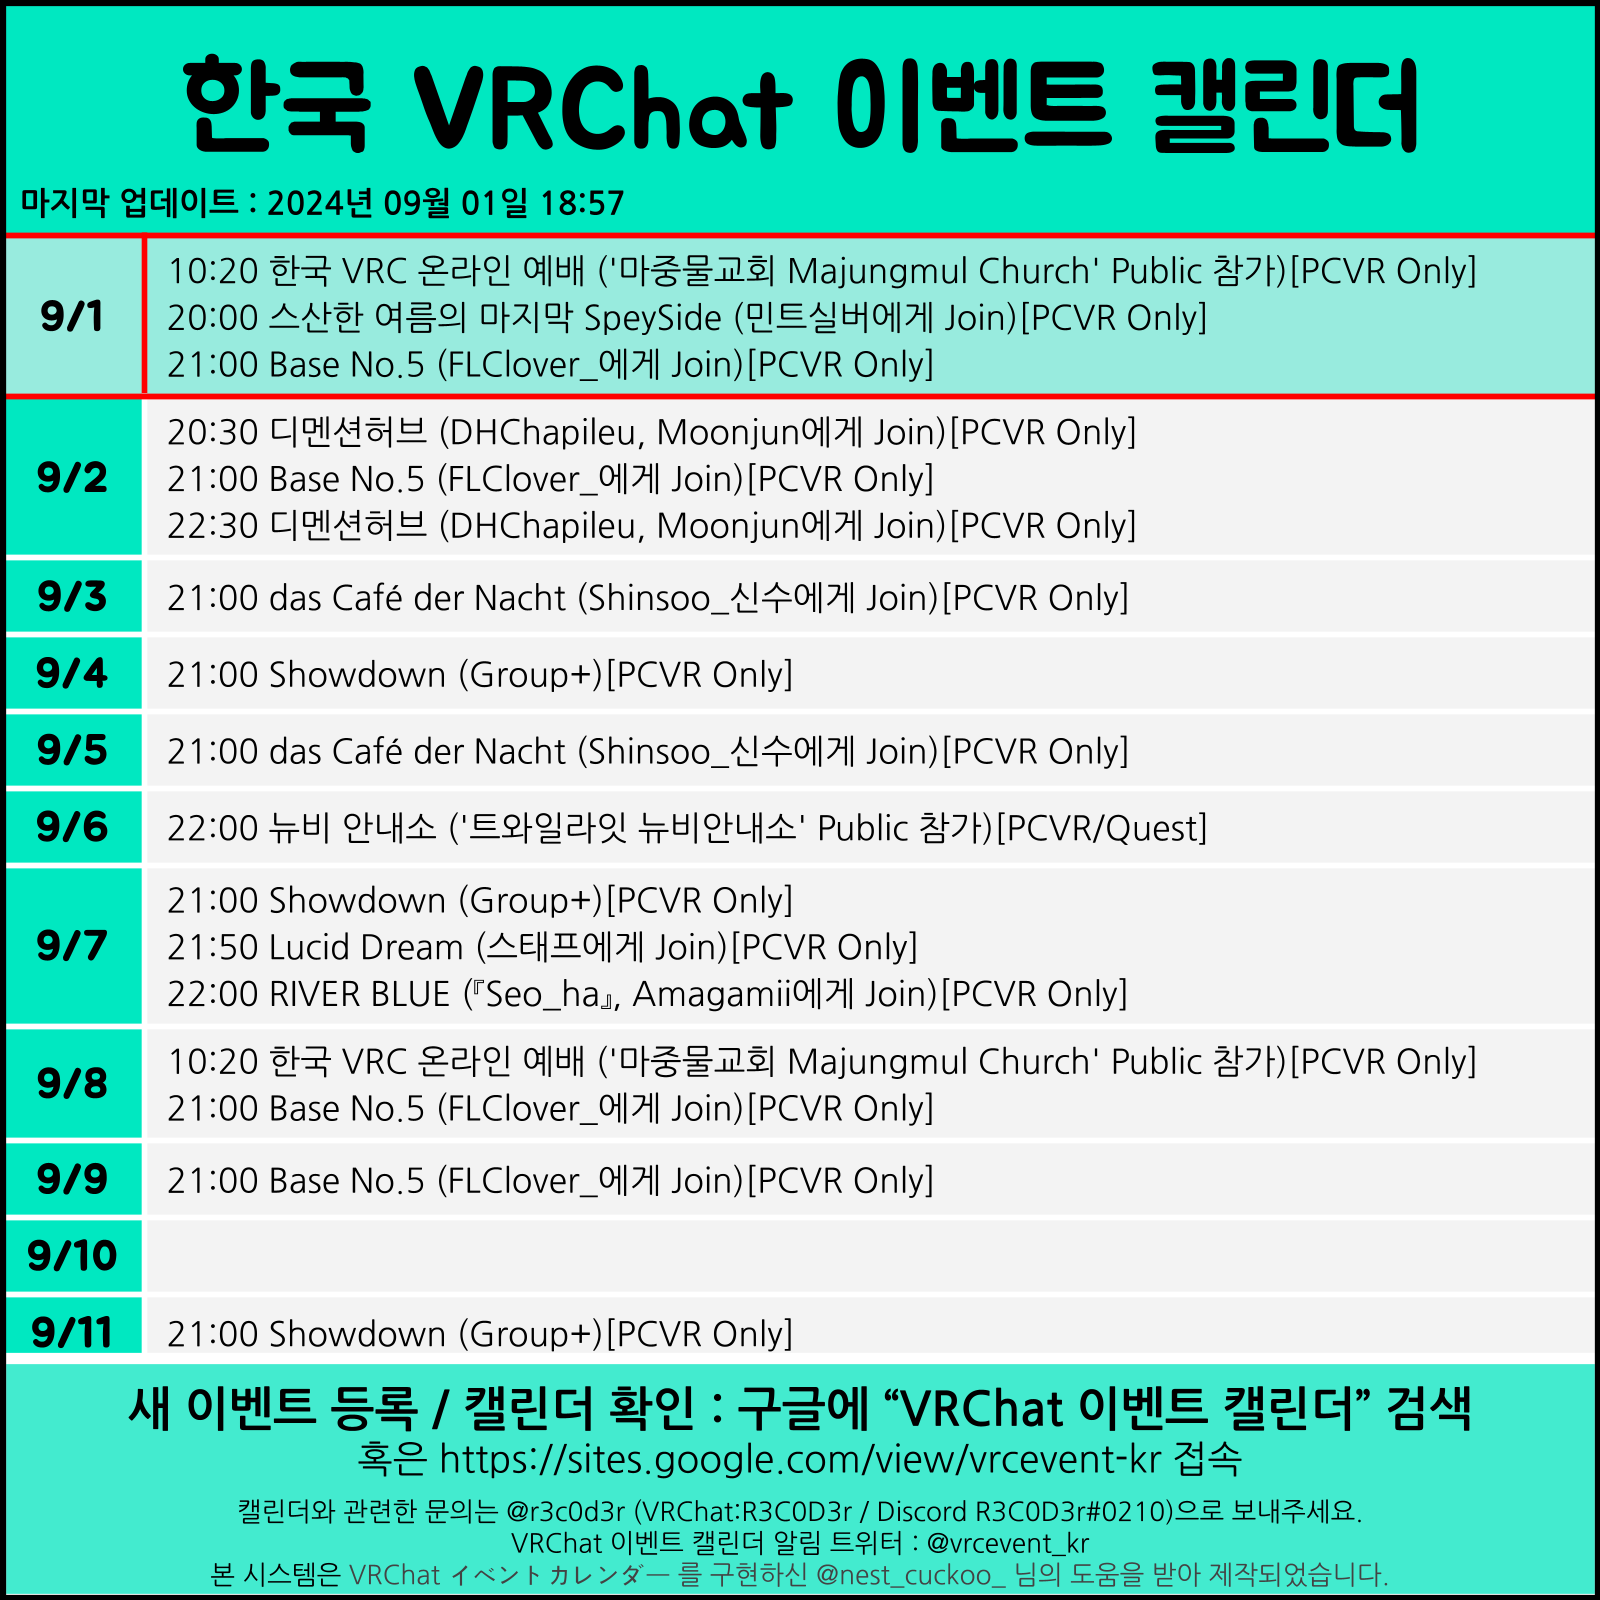 한국 VRChat 이벤트 캘린더
마지막 업데이트 : 2024년 09월 01일 18:57
9/1
10:20 한국 VRC 온라인 예배 ('마중물교회 Majungmul Church' Public 참가)[PCVR Only]
20:00 스산한 여름의 마지막 SpeySide (민트실버에게 Join)[PCVR Only]
21:00 Base No.5 (FLClover_에게 Join)[PCVR Only]
9/2
20:30 디멘션허브 (DHChapileu, Moonjun에게 Join)[PCVR Only]
21:00 Base No.5 (FLClover_에게 Join)[PCVR Only]
22:30 디멘션허브 (DHChapileu, Moonjun에게 Join)[PCVR Only]
9/3
21:00 das Café der Nacht (Shinsoo_신수에게 Join)[PCVR Only]
9/4
21:00 Showdown (Group+)[PCVR Only]
9/5
21:00 das Café der Nacht (Shinsoo_신수에게 Join)[PCVR Only]
9/6
22:00 뉴비 안내소 ('트와일라잇 뉴비안내소' Public 참가)[PCVR/Quest]
9/7
21:00 Showdown (Group+)[PCVR Only]
21:50 Lucid Dream (스태프에게 Join)[PCVR Only]
22:00 RIVER BLUE (『Seo_ha』, Amagamii에게 Join)[PCVR Only]
9/8
10:20 한국 VRC 온라인 예배 ('마중물교회 Majungmul Church' Public 참가)[PCVR Only]
21:00 Base No.5 (FLClover_에게 Join)[PCVR Only]
9/9
21:00 Base No.5 (FLClover_에게 Join)[PCVR Only]
9/10
9/11
21:00 Showdown (Group+)[PCVR Only]
새 이벤트 등록 / 캘린더 확인 : 구글에 “VRChat 이벤트 캘린더” 검색
혹은 https://sites.google.com/view/vrcevent-kr 접속
캘린더와 관련한 문의는 @r3c0d3r (VRChat:R3C0D3r / Discord R3C0D3r#0210)으로 보내주세요.
VRChat 이벤트 캘린더 알림 트위터 : @vrcevent_kr
본 시스템은 VRChat イベントカレンダー 를 구현하신 @nest_cuckoo_ 님의 도움을 받아 제작되었습니다.